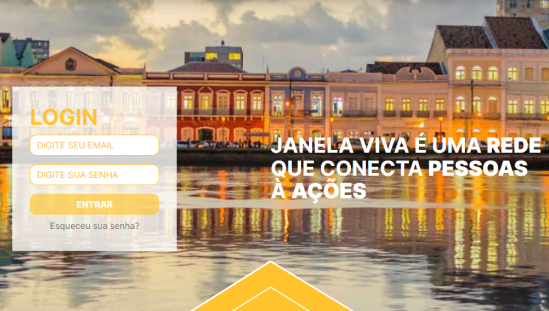 LOGIN
DIGITE SEU EMAIL
DIGITE SUA SENHA
ENTRAR
Esqueceu sua senha?
JANELA VIVA É UMA REDE
QUE CONECTA PESSOAS
À AÇÕES